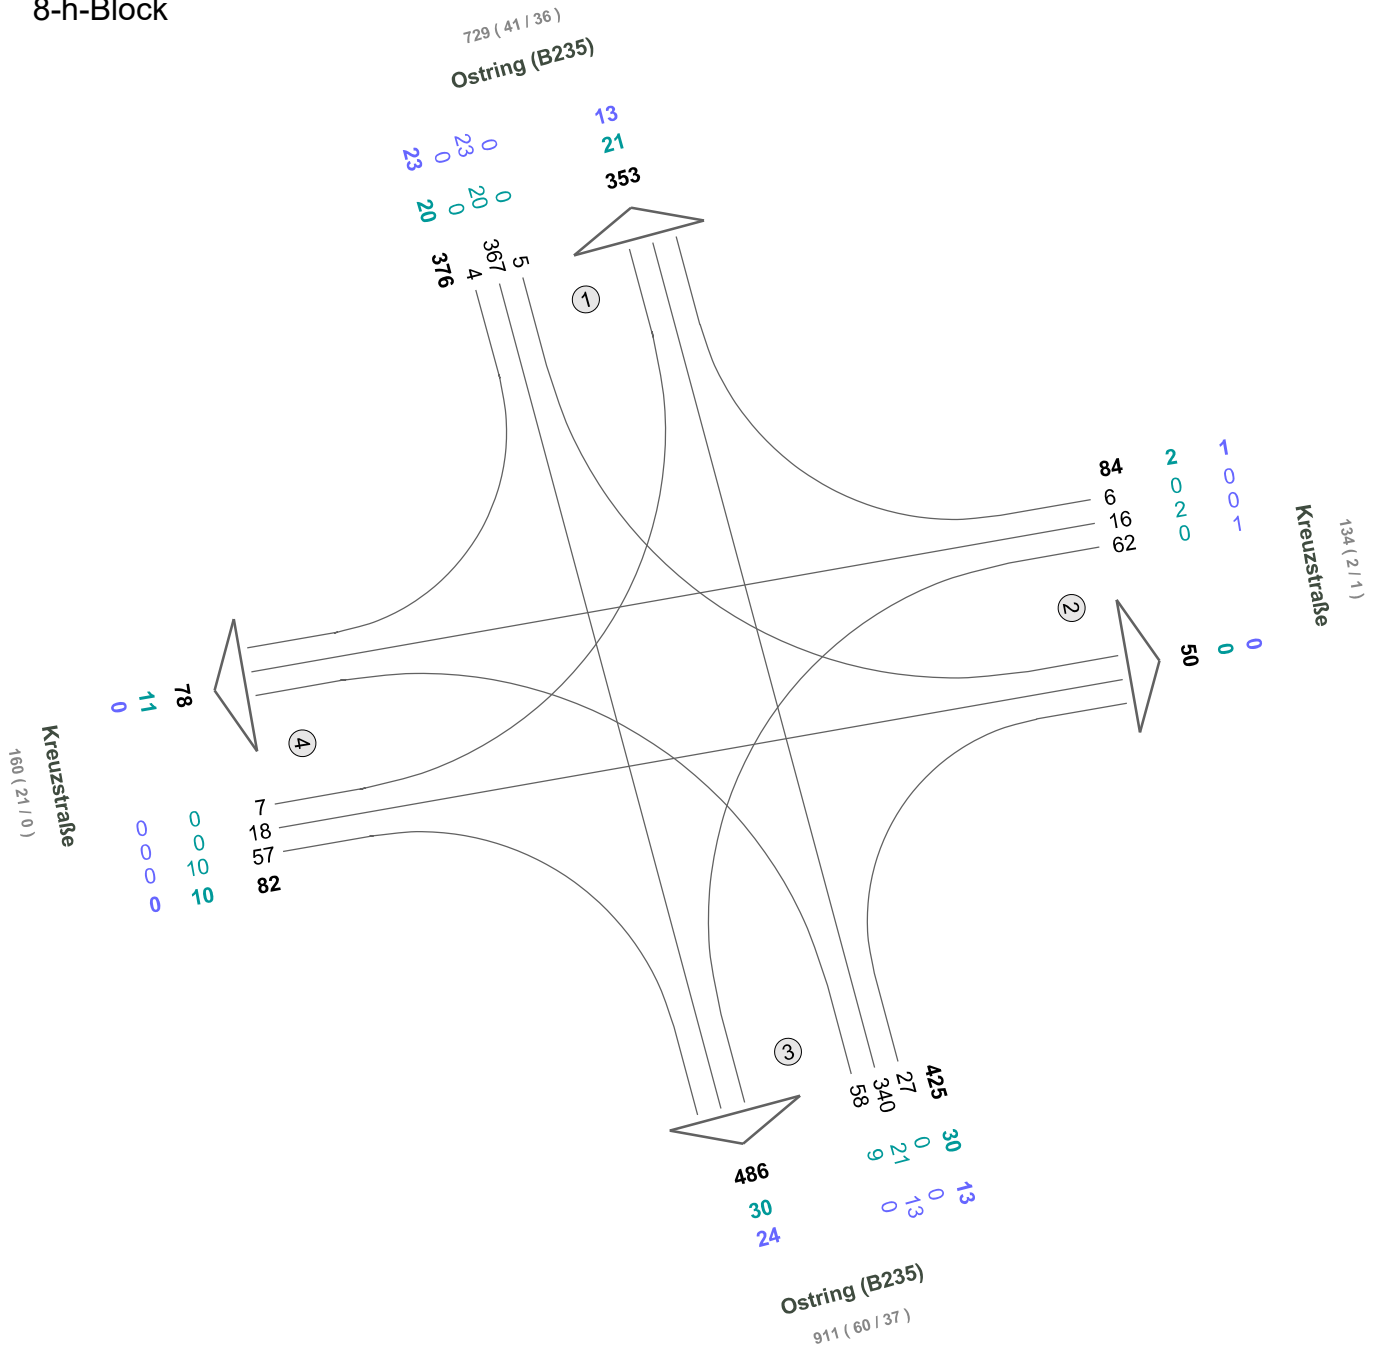 8-h-Block
729 ( 41 / 36 )
Ostring (B235)
23 0 23 0
20 0 20 0
376 4 367 5
13
21
353
1
84 2 1
6 0 0
16 2 0
62 0 1
Kreuzstraße
134 ( 2 / 1 )
2
50 0 0
0 11 78
4
Kreuzstraße
160 ( 21 / 0 )
0 0 7
0 0 18
0 10 57
0 10 82
3
58 340 27 425
9 21 0 30
0 13 0 13
486
30
24
Ostring (B235)
911 ( 60 / 37 )